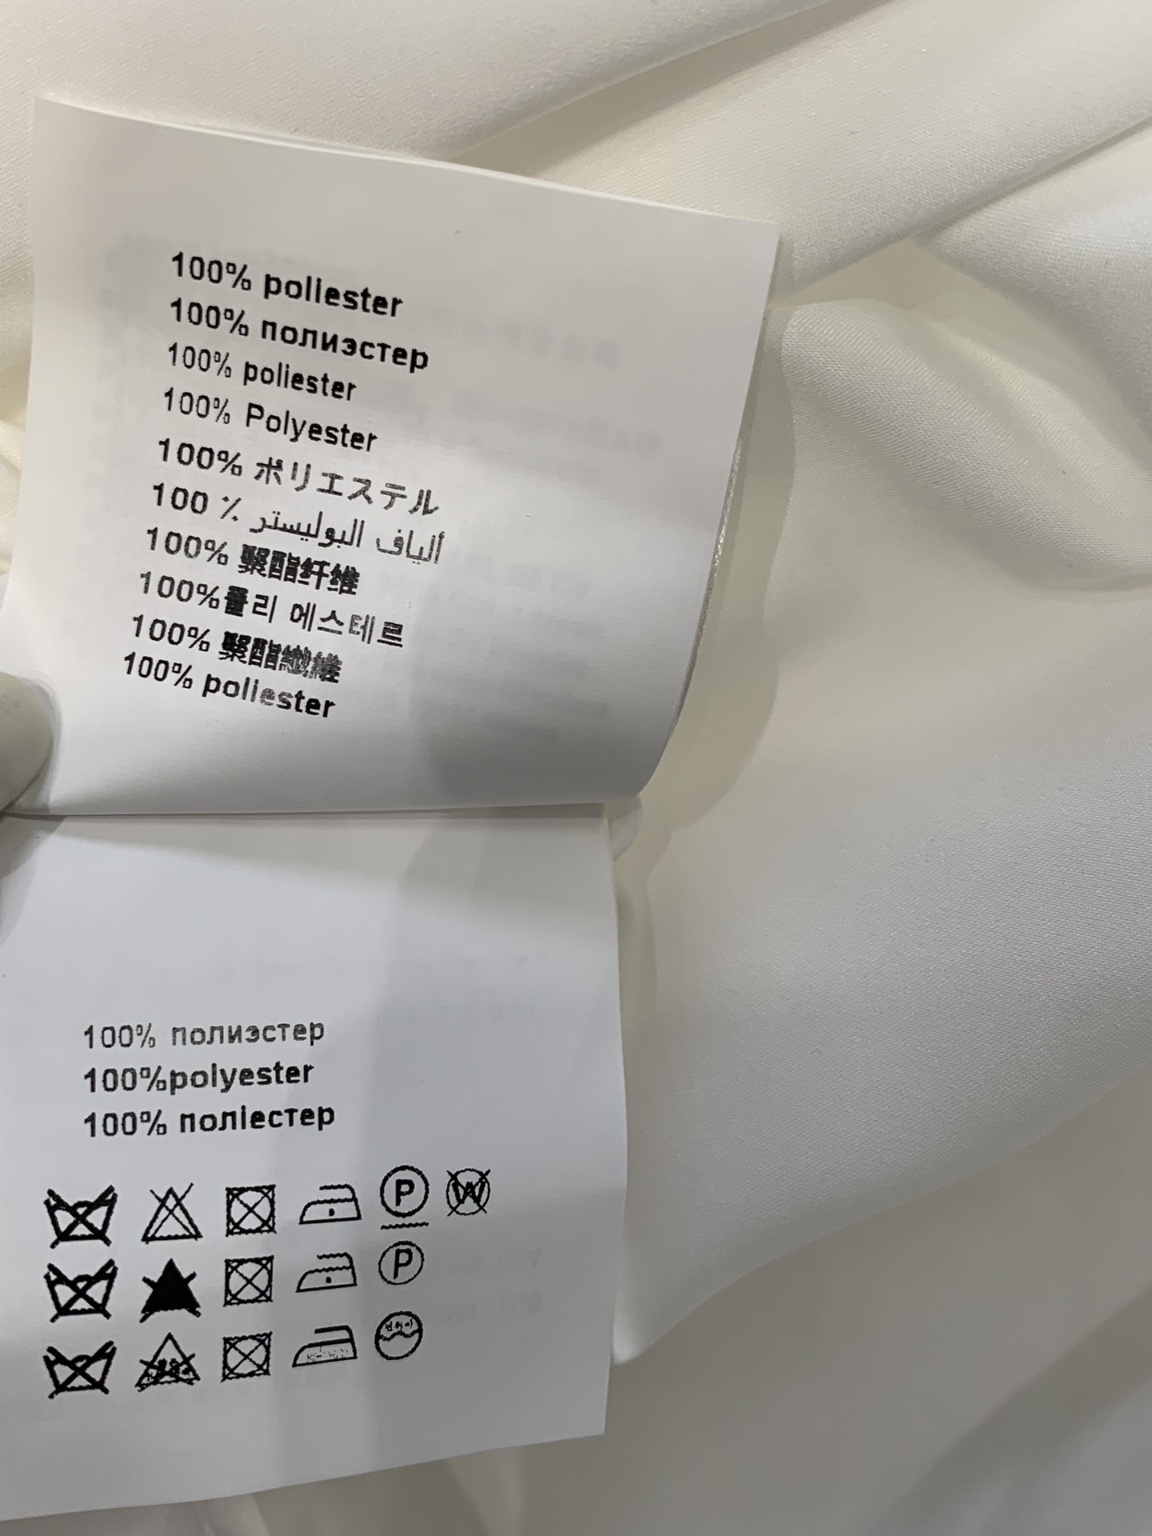 100% poliester
100% полиэстер
100% poliester
100% Polyester
100% ポリエステル
100 ٪ ألياف البوليستر
100% 聚酯纤维
100%폴리 에스테르
100% 聚酯纖維
100% poliester
100% полиэстер
100%polyester
100% поліестер
P W
P